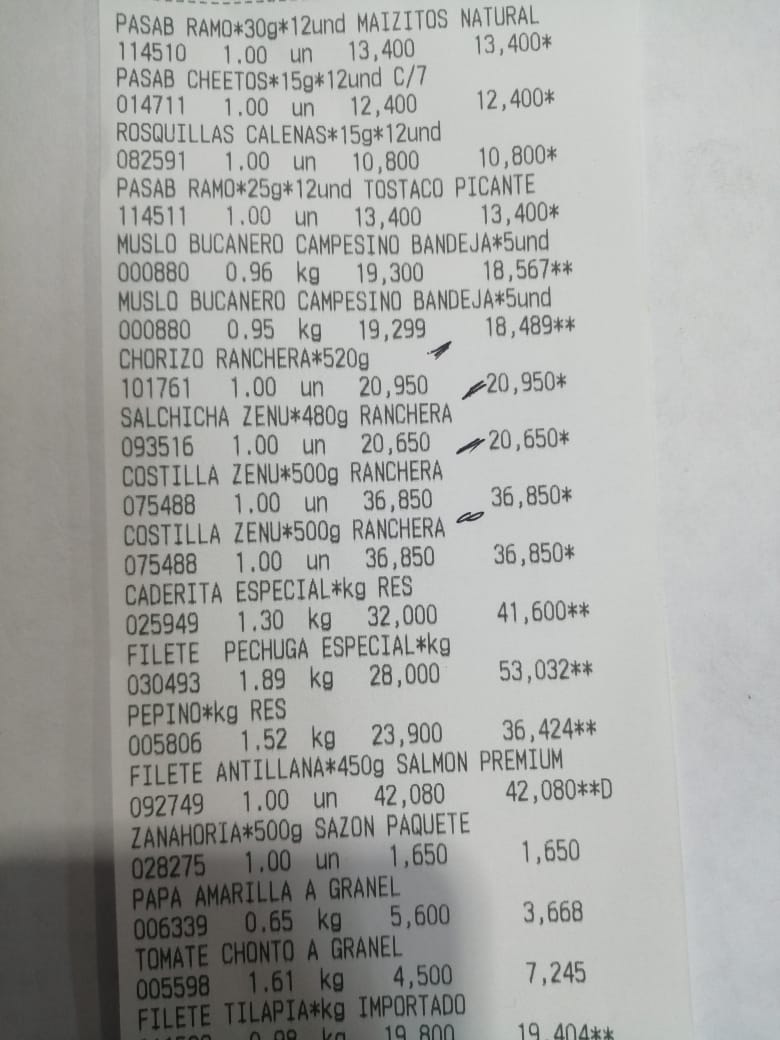 PASAB RAMO*30g*12und MAIZITOS NATURAL
114510 1.00 un 13,400 13,400*
PASAB CHEETOS*15g*12und C/7
014711 1.00 un 12,400 12,400*
ROSQUILLAS CALENAS*15g*12und
082591 1.00 un 10,800 10,800*
PASAB RAMO*25g*12und TOSTACO PICANTE
114511 1.00 un 13,400 13,400*
MUSLO BUCANERO CAMPESINO BANDEJA*5und
000880 0.96 kg 19,300 18,567**
MUSLO BUCANERO CAMPESINO BANDEJA*5und
000880 0.95 kg 19,299 18,489**
CHORIZO RANCHERA*520g
101761 1.00 un 20,950 20,950*
SALCHICHA ZENU*480g RANCHERA
093516 1.00 un 20,650 20,650*
COSTILLA ZENU*500g RANCHERA
075488 1.00 un 36,850 36,850*
COSTILLA ZENU*500g RANCHERA
075488 1.00 un 36,850 36,850*
CADERITA ESPECIAL*kg RES
025949 1.30 kg 32,000 41,600**
FILETE PECHUGA ESPECIAL*kg
030493 1.89 kg 28,000 53,032**
PEPINO*kg RES
005806 1.52 kg 23,900 36,424**
FILETE ANTILLANA*450g SALMON PREMIUM
092749 1.00 un 42,080 42,080**D
ZANAHORIA*500g SAZON PAQUETE
028275 1.00 un 1,650 1,650
PAPA AMARILLA A GRANEL
006339 0.65 kg 5,600 3,668
TOMATE CHONTO A GRANEL
005598 1.61 kg 4,500 7,245
FILETE TILAPIA*kg IMPORTADO
0.98 kg 19,800 19,404**